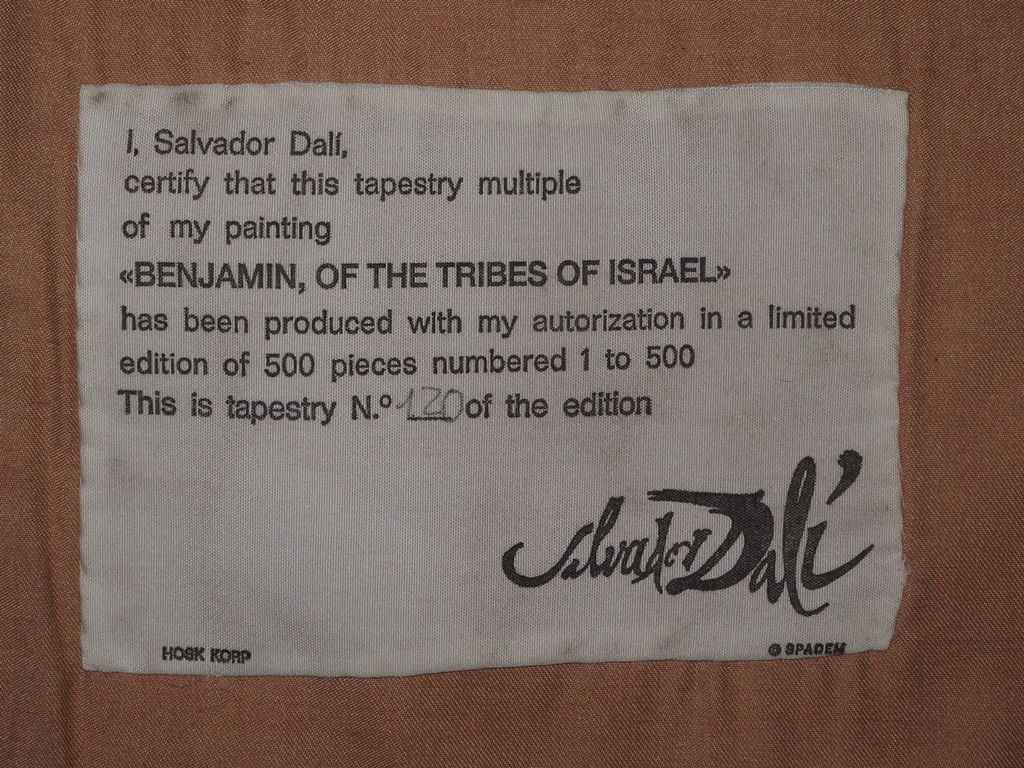 I, Salvador Dalí,
certify that this tapestry multiple
of my painting
«BENJAMIN, OF THE TRIBES OF ISRAEL»
has been produced with my autorization in a limited
edition of 500 pieces numbered 1 to 500
This is tapestry N.º 120 of the edition
Salvador Dalí
HOSK KORP
© SPADEM